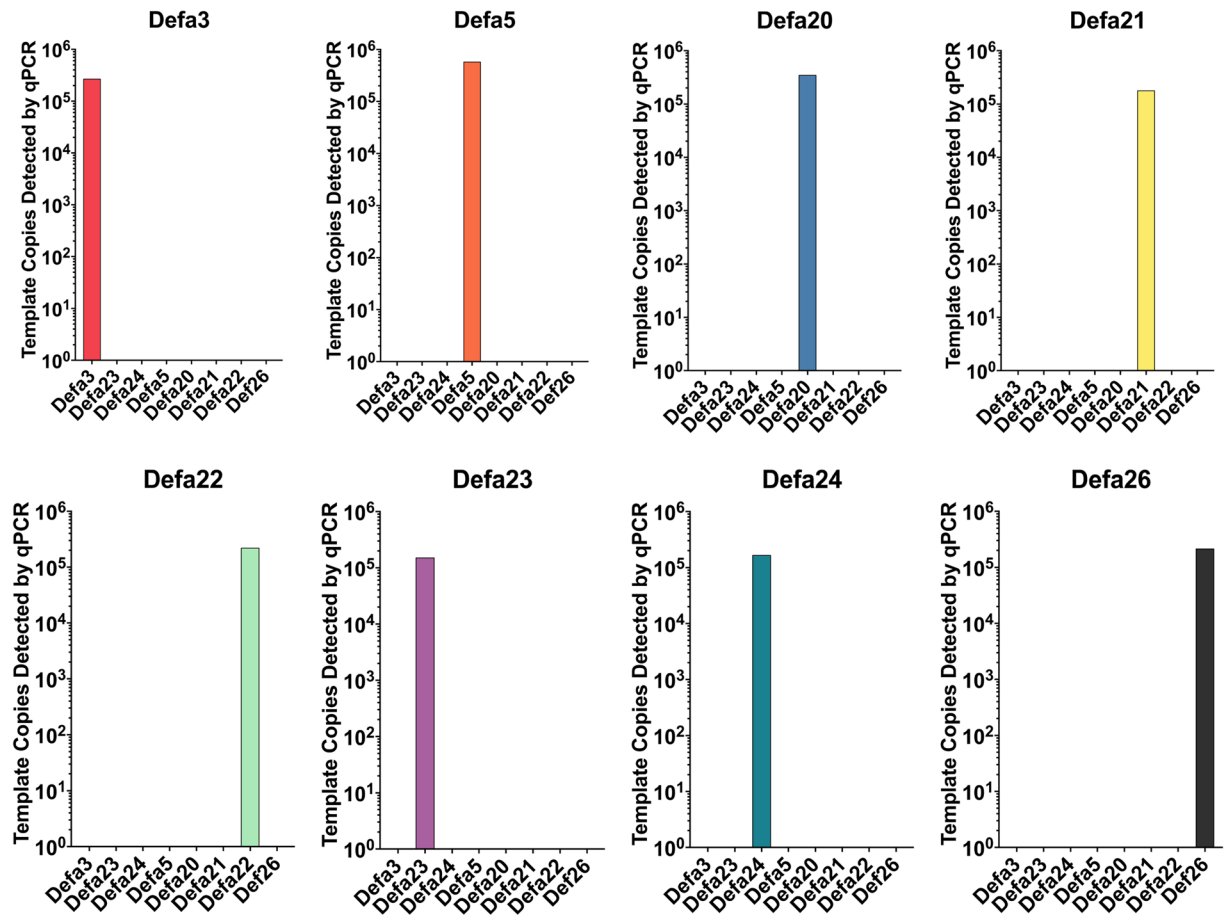 Defa3
Template Copies Detected by qPCR
10⁶
10⁵
10⁴
10³
10²
10¹
10⁰
Defa3
Defa23
Defa24
Defa5
Defa20
Defa21
Defa22
Def26
Defa5
Template Copies Detected by qPCR
10⁶
10⁵
10⁴
10³
10²
10¹
10⁰
Defa3
Defa23
Defa24
Defa5
Defa20
Defa21
Defa22
Def26
Defa20
Template Copies Detected by qPCR
10⁶
10⁵
10⁴
10³
10²
10¹
10⁰
Defa3
Defa23
Defa24
Defa5
Defa20
Defa21
Defa22
Def26
Defa21
Template Copies Detected by qPCR
10⁶
10⁵
10⁴
10³
10²
10¹
10⁰
Defa3
Defa23
Defa24
Defa5
Defa20
Defa21
Defa22
Def26
Defa22
Template Copies Detected by qPCR
10⁶
10⁵
10⁴
10³
10²
10¹
10⁰
Defa3
Defa23
Defa24
Defa5
Defa20
Defa21
Defa22
Def26
Defa23
Template Copies Detected by qPCR
10⁶
10⁵
10⁴
10³
10²
10¹
10⁰
Defa3
Defa23
Defa24
Defa5
Defa20
Defa21
Defa22
Def26
Defa24
Template Copies Detected by qPCR
10⁶
10⁵
10⁴
10³
10²
10¹
10⁰
Defa3
Defa23
Defa24
Defa5
Defa20
Defa21
Defa22
Def26
Defa26
Template Copies Detected by qPCR
10⁶
10⁵
10⁴
10³
10²
10¹
10⁰
Defa3
Defa23
Defa24
Defa5
Defa20
Defa21
Defa22
Def26